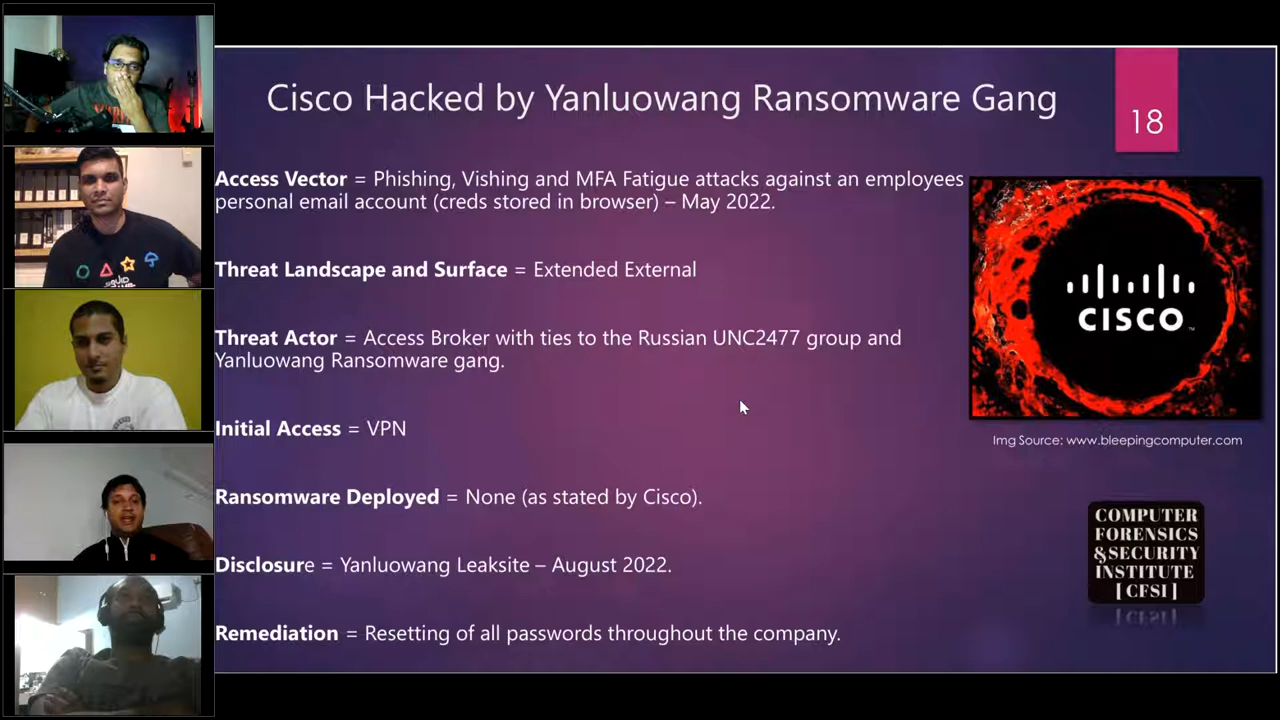 Cisco Hacked by Yanluowang Ransomware Gang
18
Access Vector = Phishing, Vishing and MFA Fatigue attacks against an employees
personal email account (creds stored in browser) – May 2022.
Threat Landscape and Surface = Extended External
Threat Actor = Access Broker with ties to the Russian UNC2477 group and
Yanluowang Ransomware gang.
Initial Access = VPN
Ransomware Deployed = None (as stated by Cisco).
Disclosure = Yanluowang Leaksite – August 2022.
Remediation = Resetting of all passwords throughout the company.
CISCO™
Img Source: www.bleepingcomputer.com
COMPUTER
FORENSICS
&SECURITY
INSTITUTE
[ CFSI ]